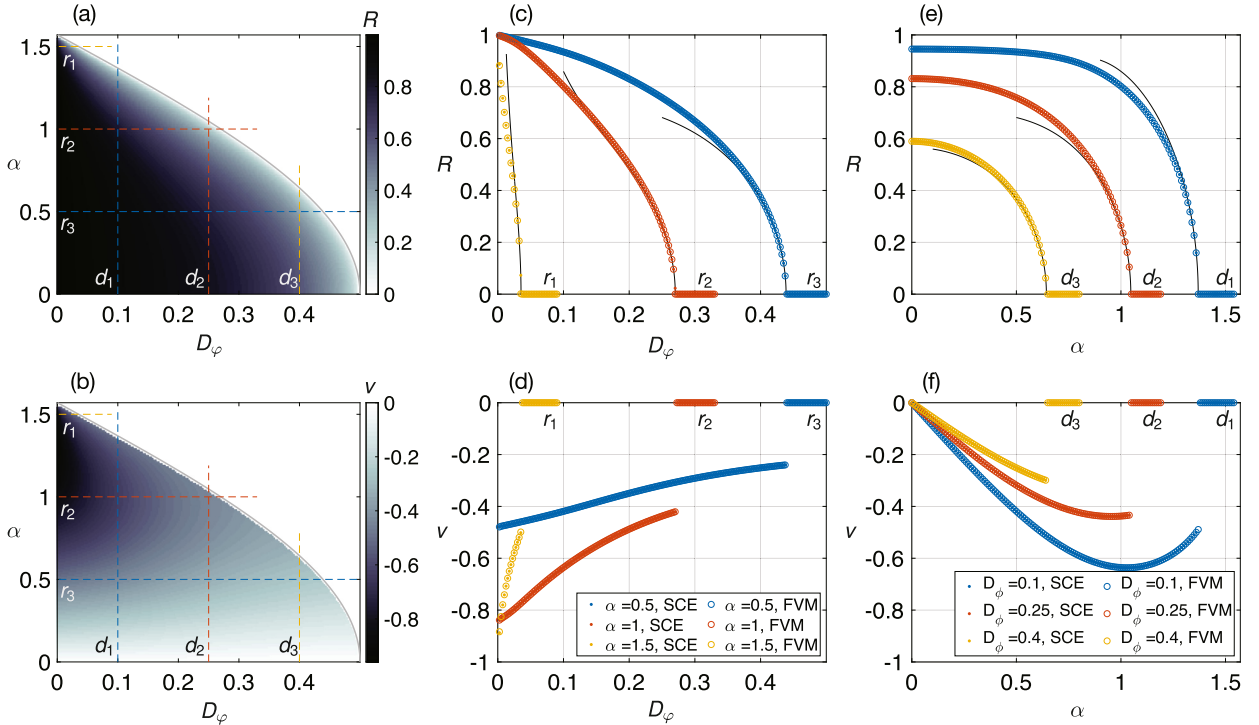 (a)
R
1.5
1
0.5
0
α
r1
r2
r3
d1
d2
d3
0 0.1 0.2 0.3 0.4
Dφ
0.8
0.6
0.4
0.2
0
(c)
1
0.8
0.6
0.4
0.2
0
R
r1 r2 r3
0 0.2 0.4
Dφ
(e)
1
0.8
0.6
0.4
0.2
0
R
d3 d2 d1
0 0.5 1 1.5
α
(b)
v
1.5
1
0.5
0
α
r1
r2
r3
d1
d2
d3
0 0.1 0.2 0.3 0.4
Dφ
0
-0.2
-0.4
-0.6
-0.8
(d)
0
-0.2
-0.4
-0.6
-0.8
-1
v
r1 r2 r3
α =0.5, SCE α =0.5, FVM
α =1, SCE α =1, FVM
α =1.5, SCE α =1.5, FVM
0 0.2 0.4
Dφ
(f)
0
-0.2
-0.4
-0.6
-0.8
-1
v
d3 d2 d1
Dϕ =0.1, SCE Dϕ =0.1, FVM
Dϕ =0.25, SCE Dϕ =0.25, FVM
Dϕ =0.4, SCE Dϕ =0.4, FVM
0 0.5 1 1.5
α